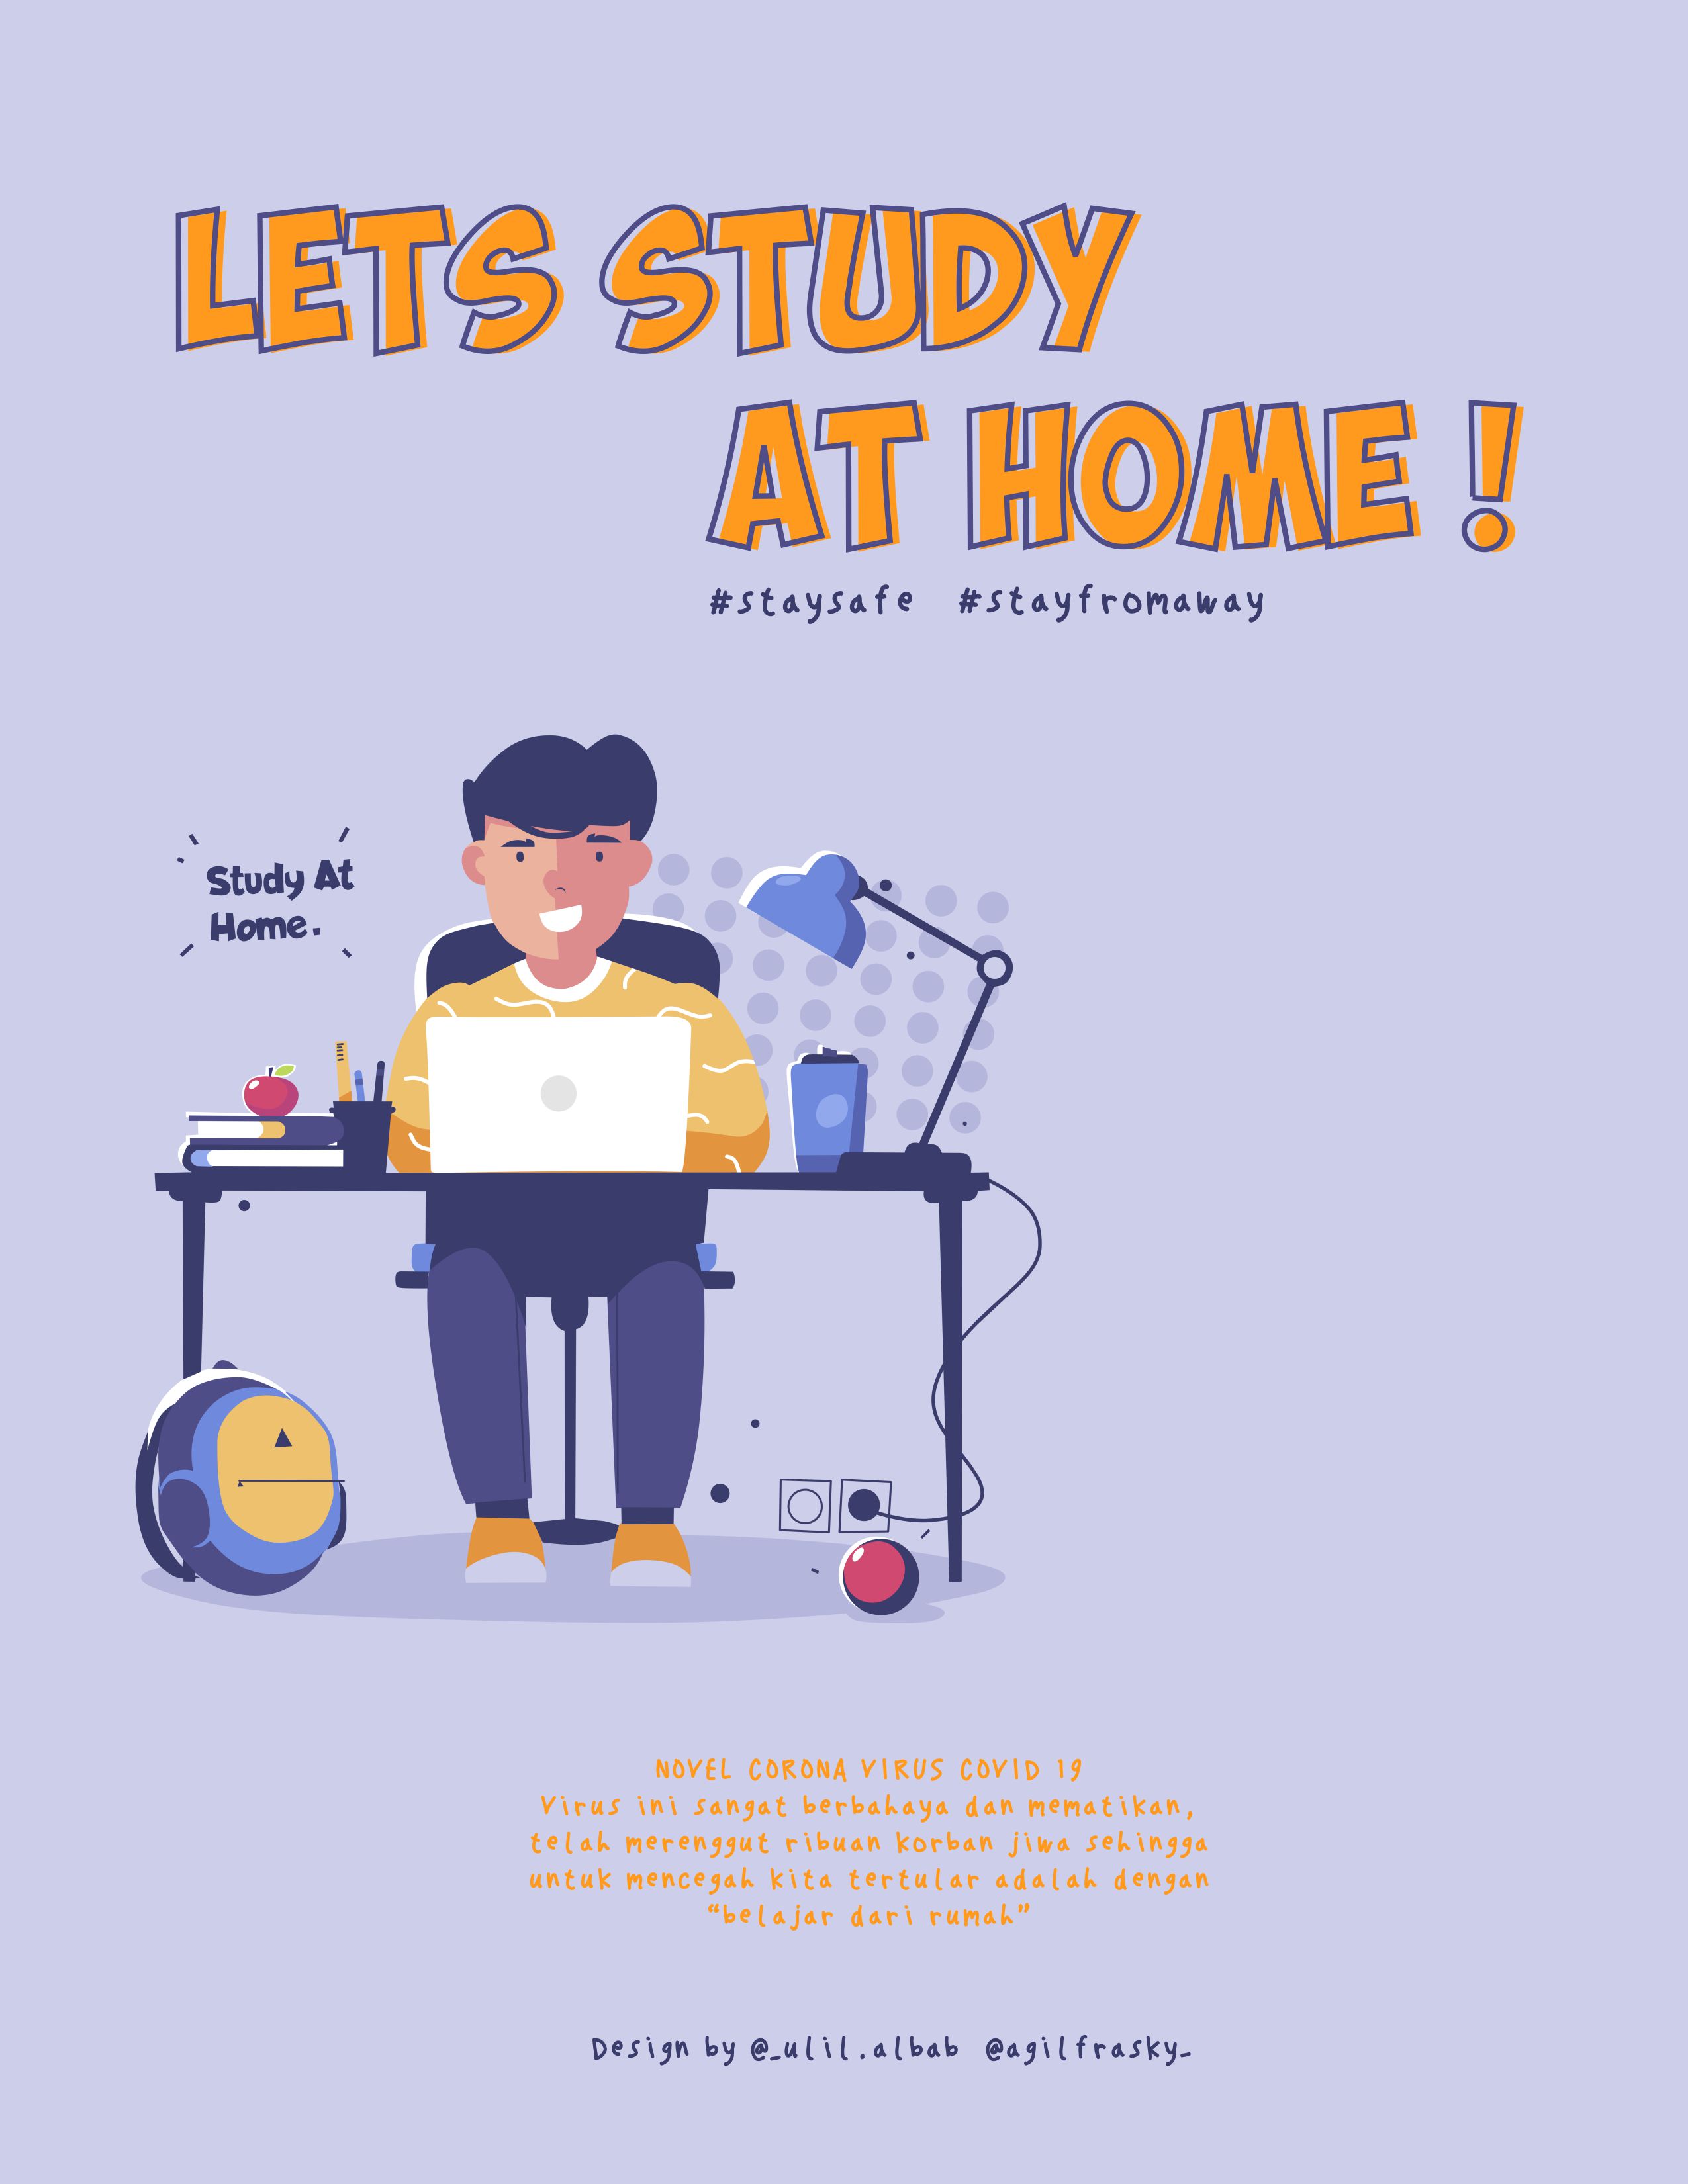 LETS STUDY
AT HOME !
#staysafe #stayfromaway
Study At
Home.
NOVEL CORONA VIRUS COVID 19
Virus ini sangat berbahaya dan mematikan,
telah merenggut ribuan korban jiwa sehingga
untuk mencegah kita tertular adalah dengan
“belajar dari rumah”
Design by @_ulil.albab @agilfrasky_